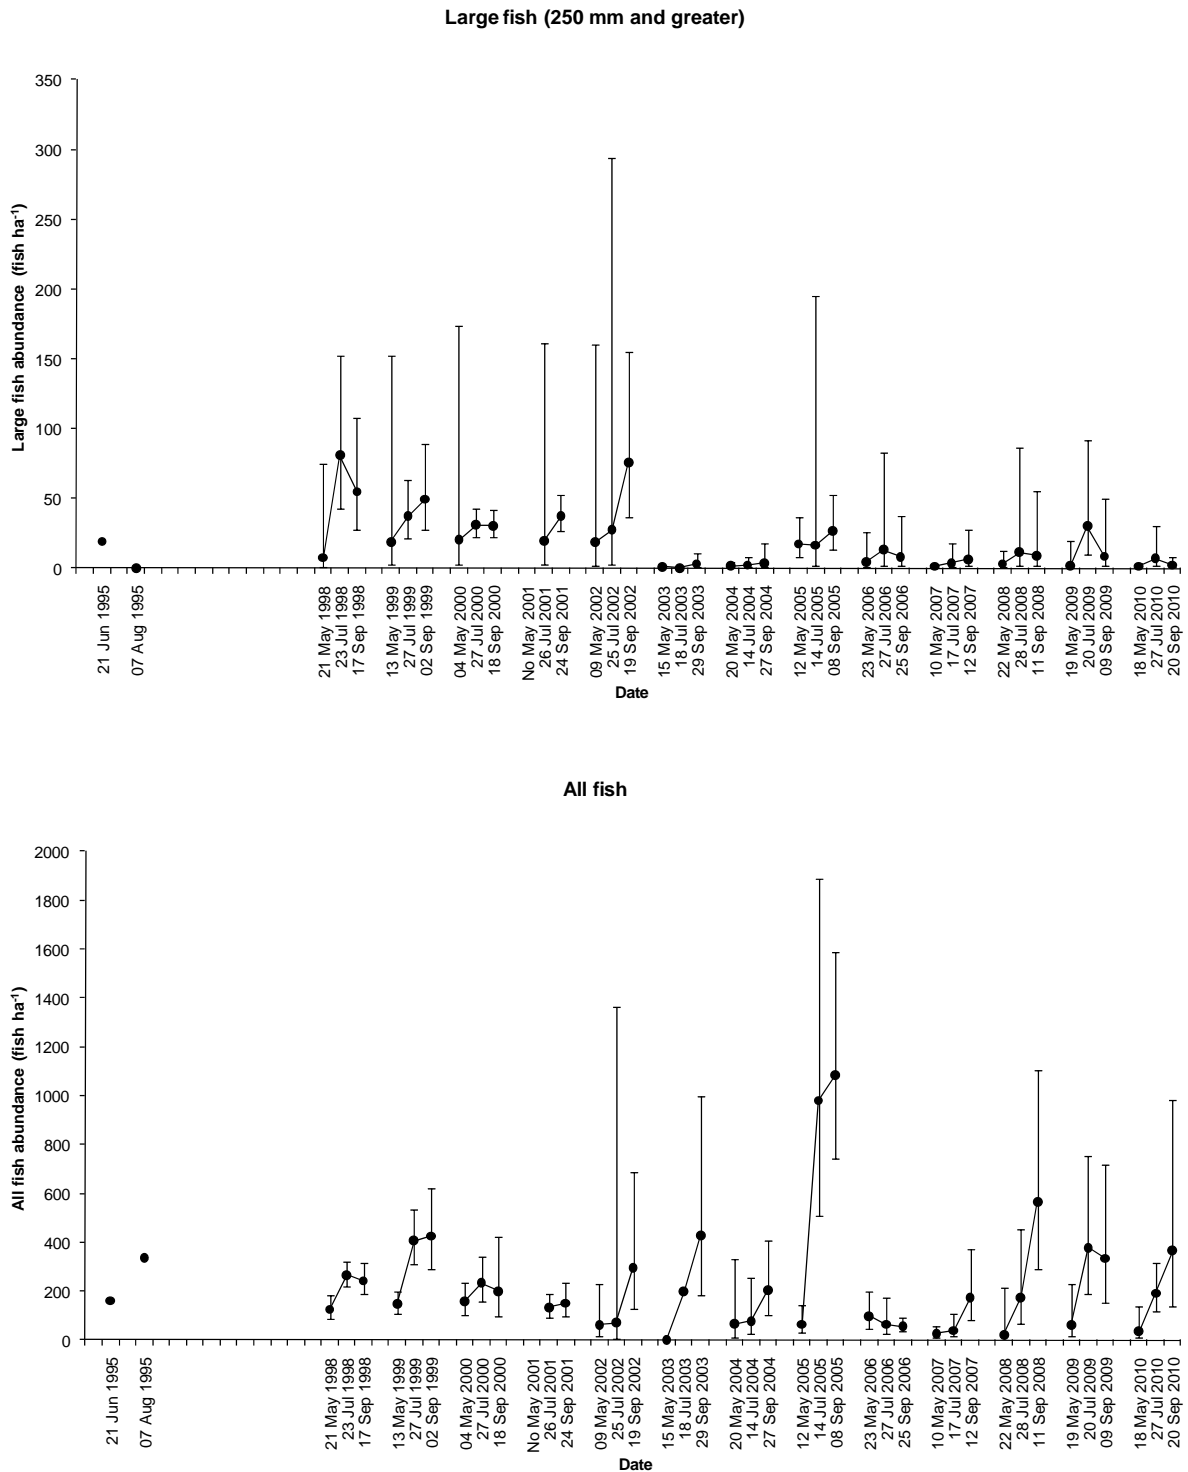 Large fish (250 mm and greater)
350
300
250
200
150
100
50
0
Large fish abundance (fish ha-1)
21 Jun 1995
07 Aug 1995
21 May 1998
23 Jul 1998
17 Sep 1998
13 May 1999
27 Jul 1999
02 Sep 1999
04 May 2000
27 Jul 2000
18 Sep 2000
No May 2001
26 Jul 2001
24 Sep 2001
09 May 2002
25 Jul 2002
19 Sep 2002
15 May 2003
18 Jul 2003
29 Sep 2003
20 May 2004
14 Jul 2004
27 Sep 2004
12 May 2005
14 Jul 2005
08 Sep 2005
23 May 2006
27 Jul 2006
25 Sep 2006
10 May 2007
17 Jul 2007
12 Sep 2007
22 May 2008
28 Jul 2008
11 Sep 2008
19 May 2009
20 Jul 2009
09 Sep 2009
18 May 2010
27 Jul 2010
20 Sep 2010
Date
All fish
2000
1800
1600
1400
1200
1000
800
600
400
200
0
All fish abundance (fish ha-1)
21 Jun 1995
07 Aug 1995
21 May 1998
23 Jul 1998
17 Sep 1998
13 May 1999
27 Jul 1999
02 Sep 1999
04 May 2000
27 Jul 2000
18 Sep 2000
No May 2001
26 Jul 2001
24 Sep 2001
09 May 2002
25 Jul 2002
19 Sep 2002
15 May 2003
18 Jul 2003
29 Sep 2003
20 May 2004
14 Jul 2004
27 Sep 2004
12 May 2005
14 Jul 2005
08 Sep 2005
23 May 2006
27 Jul 2006
25 Sep 2006
10 May 2007
17 Jul 2007
12 Sep 2007
22 May 2008
28 Jul 2008
11 Sep 2008
19 May 2009
20 Jul 2009
09 Sep 2009
18 May 2010
27 Jul 2010
20 Sep 2010
Date